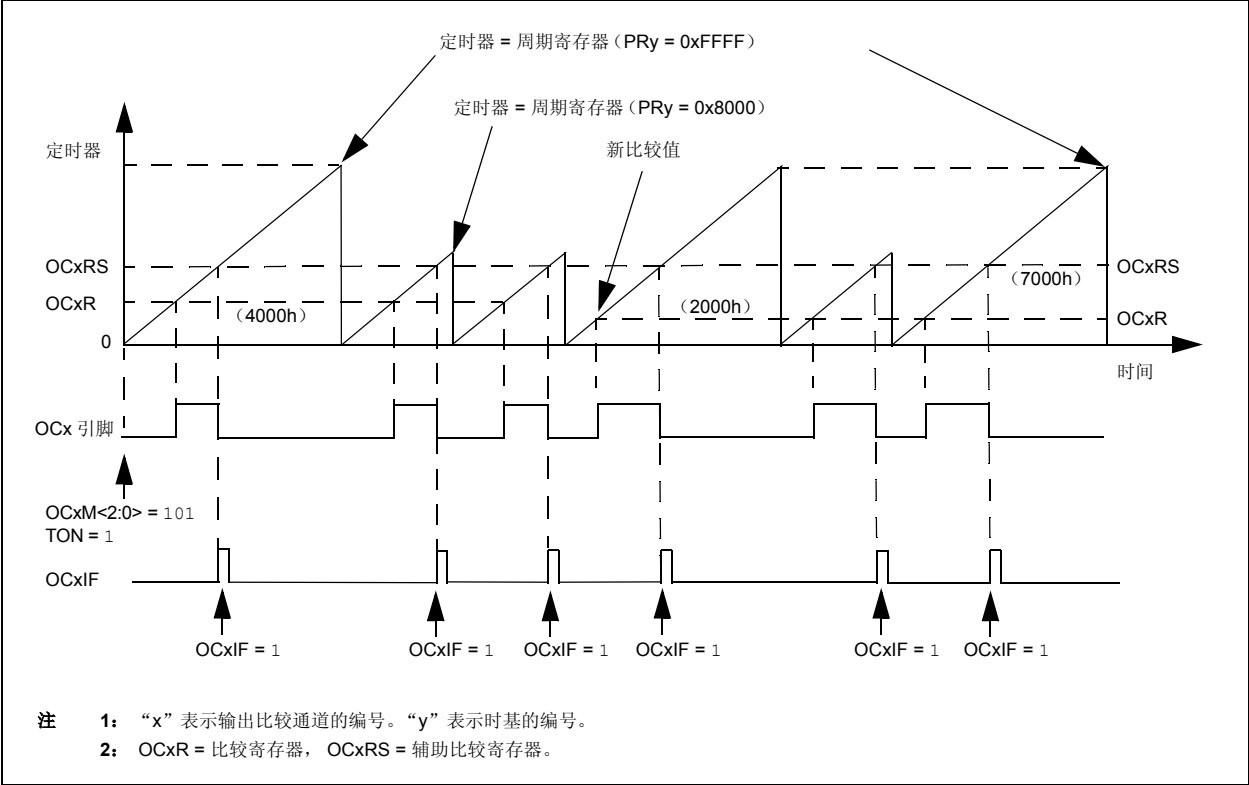 定时器 = 周期寄存器（PRy = 0xFFFF）
定时器 = 周期寄存器（PRy = 0x8000）
新比较值
定时器
OCxRS
OCxRS
（7000h）
OCxR
（4000h）
（2000h）
OCxR
0
时间
OCx 引脚
OCxM<2:0> = 101
TON = 1
OCxIF
OCxIF = 1
OCxIF = 1
OCxIF = 1
OCxIF = 1
OCxIF = 1
OCxIF = 1
注 1： “x”表示输出比较通道的编号。“y”表示时基的编号。
2： OCxR = 比较寄存器， OCxRS = 辅助比较寄存器。